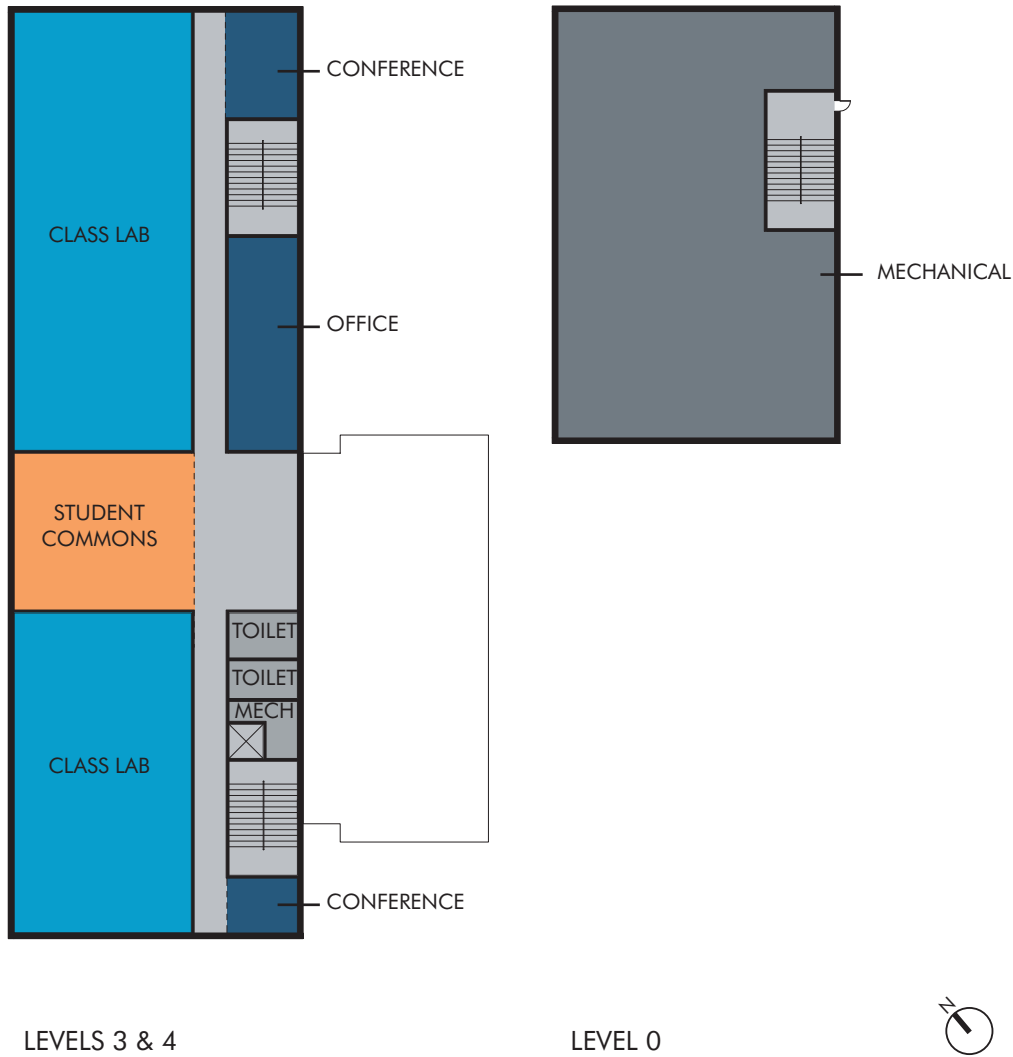 CONFERENCE
CLASS LAB
OFFICE
STUDENT
COMMONS
TOILET
TOILET
MECH
CLASS LAB
CONFERENCE
LEVELS 3 & 4
MECHANICAL
LEVEL 0
N